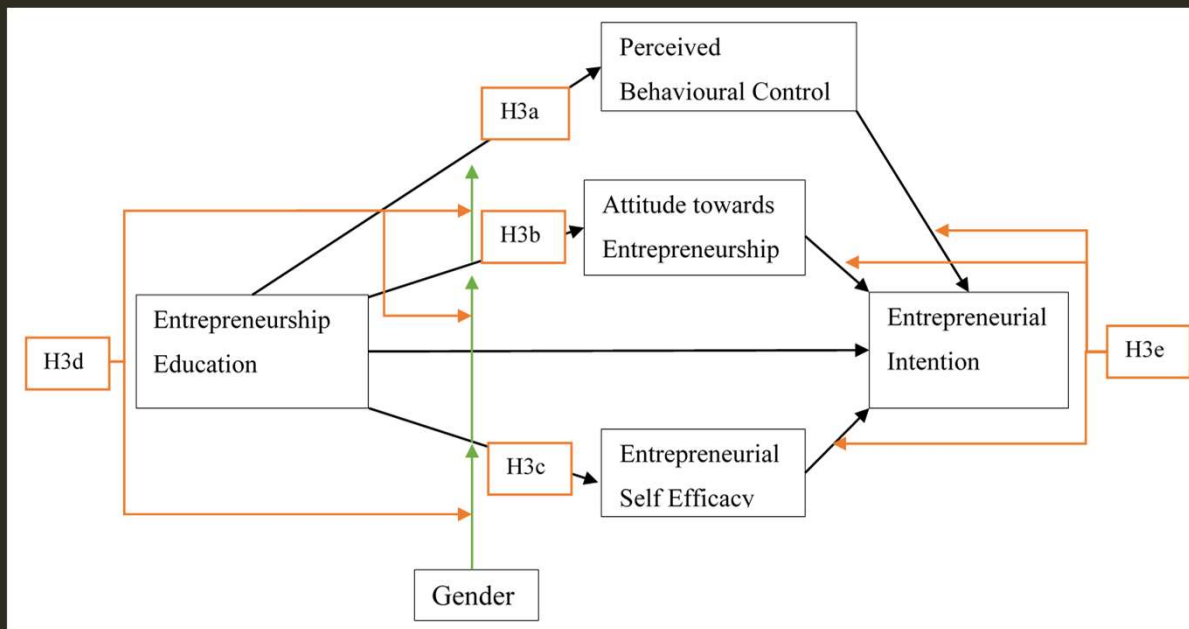 Perceived
Behavioural Control
H3a
Attitude towards
Entrepreneurship
H3b
Entrepreneurship
Education
Entrepreneurial
Intention
H3d
H3e
Entrepreneurial
Self Efficacy
H3c
Gender